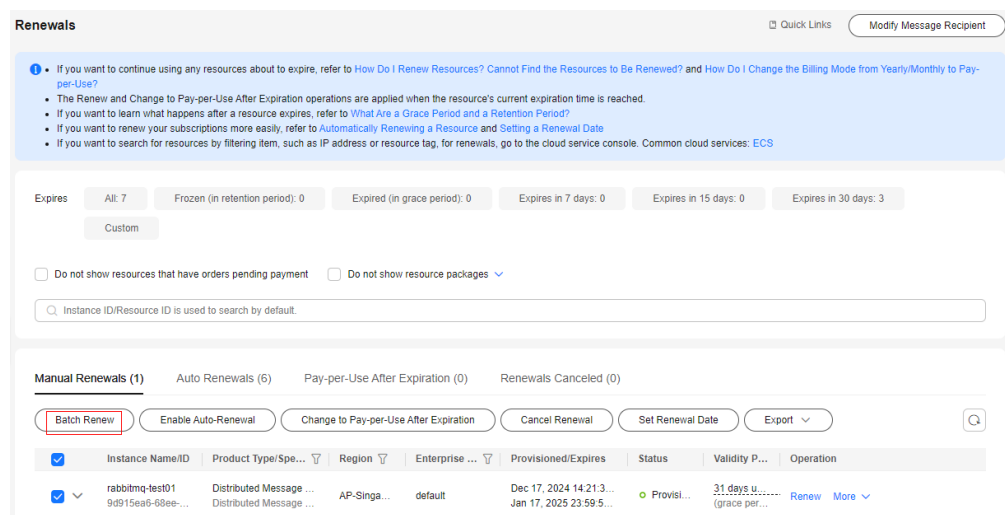 Renewals
Quick Links
Modify Message Recipient
If you want to continue using any resources about to expire, refer to How Do I Renew Resources? Cannot Find the Resources to Be Renewed? and How Do I Change the Billing Mode from Yearly/Monthly to Pay-
per-Use?
The Renew and Change to Pay-per-Use After Expiration operations are applied when the resource's current expiration time is reached.
If you want to learn what happens after a resource expires, refer to What Are a Grace Period and a Retention Period?
If you want to renew your subscriptions more easily, refer to Automatically Renewing a Resource and Setting a Renewal Date
If you want to search for resources by filtering item, such as IP address or resource tag, for renewals, go to the cloud service console. Common cloud services: ECS
Expires All: 7 Frozen (in retention period): 0 Expired (in grace period): 0 Expires in 7 days: 0 Expires in 15 days: 0 Expires in 30 days: 3
Custom
Do not show resources that have orders pending payment Do not show resource packages
Instance ID/Resource ID is used to search by default.
Manual Renewals (1) Auto Renewals (6) Pay-per-Use After Expiration (0) Renewals Canceled (0)
Batch Renew Enable Auto-Renewal Change to Pay-per-Use After Expiration Cancel Renewal Set Renewal Date Export
Instance Name/ID Product Type/Spe... Region Enterprise ... Provisioned/Expires Status Validity P... Operation
rabbitmq-test01 Distributed Message ... AP-Singa... default Dec 17, 2024 14:21:3... Provisi... 31 days u... Renew More
9d915ea6-68ee-... Distributed Message ... Jan 17, 2025 23:59:5... (grace per...